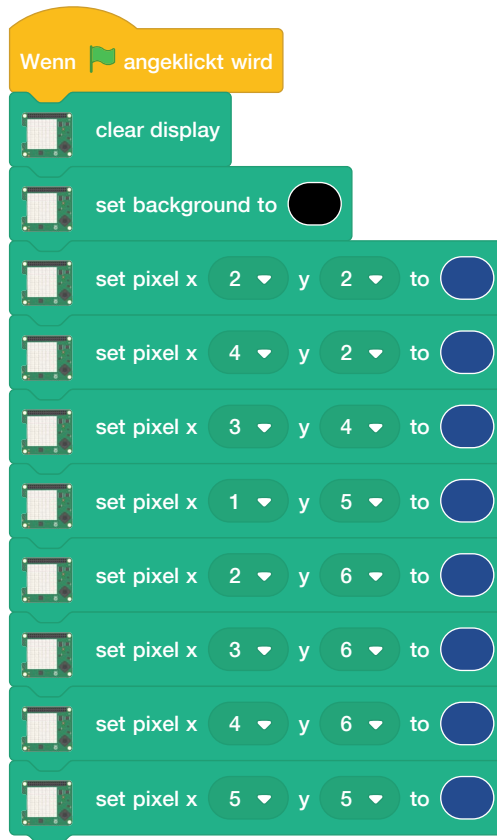 Wenn angeklickt wird
clear display
set background to
set pixel x 2 y 2 to
set pixel x 4 y 2 to
set pixel x 3 y 4 to
set pixel x 1 y 5 to
set pixel x 2 y 6 to
set pixel x 3 y 6 to
set pixel x 4 y 6 to
set pixel x 5 y 5 to